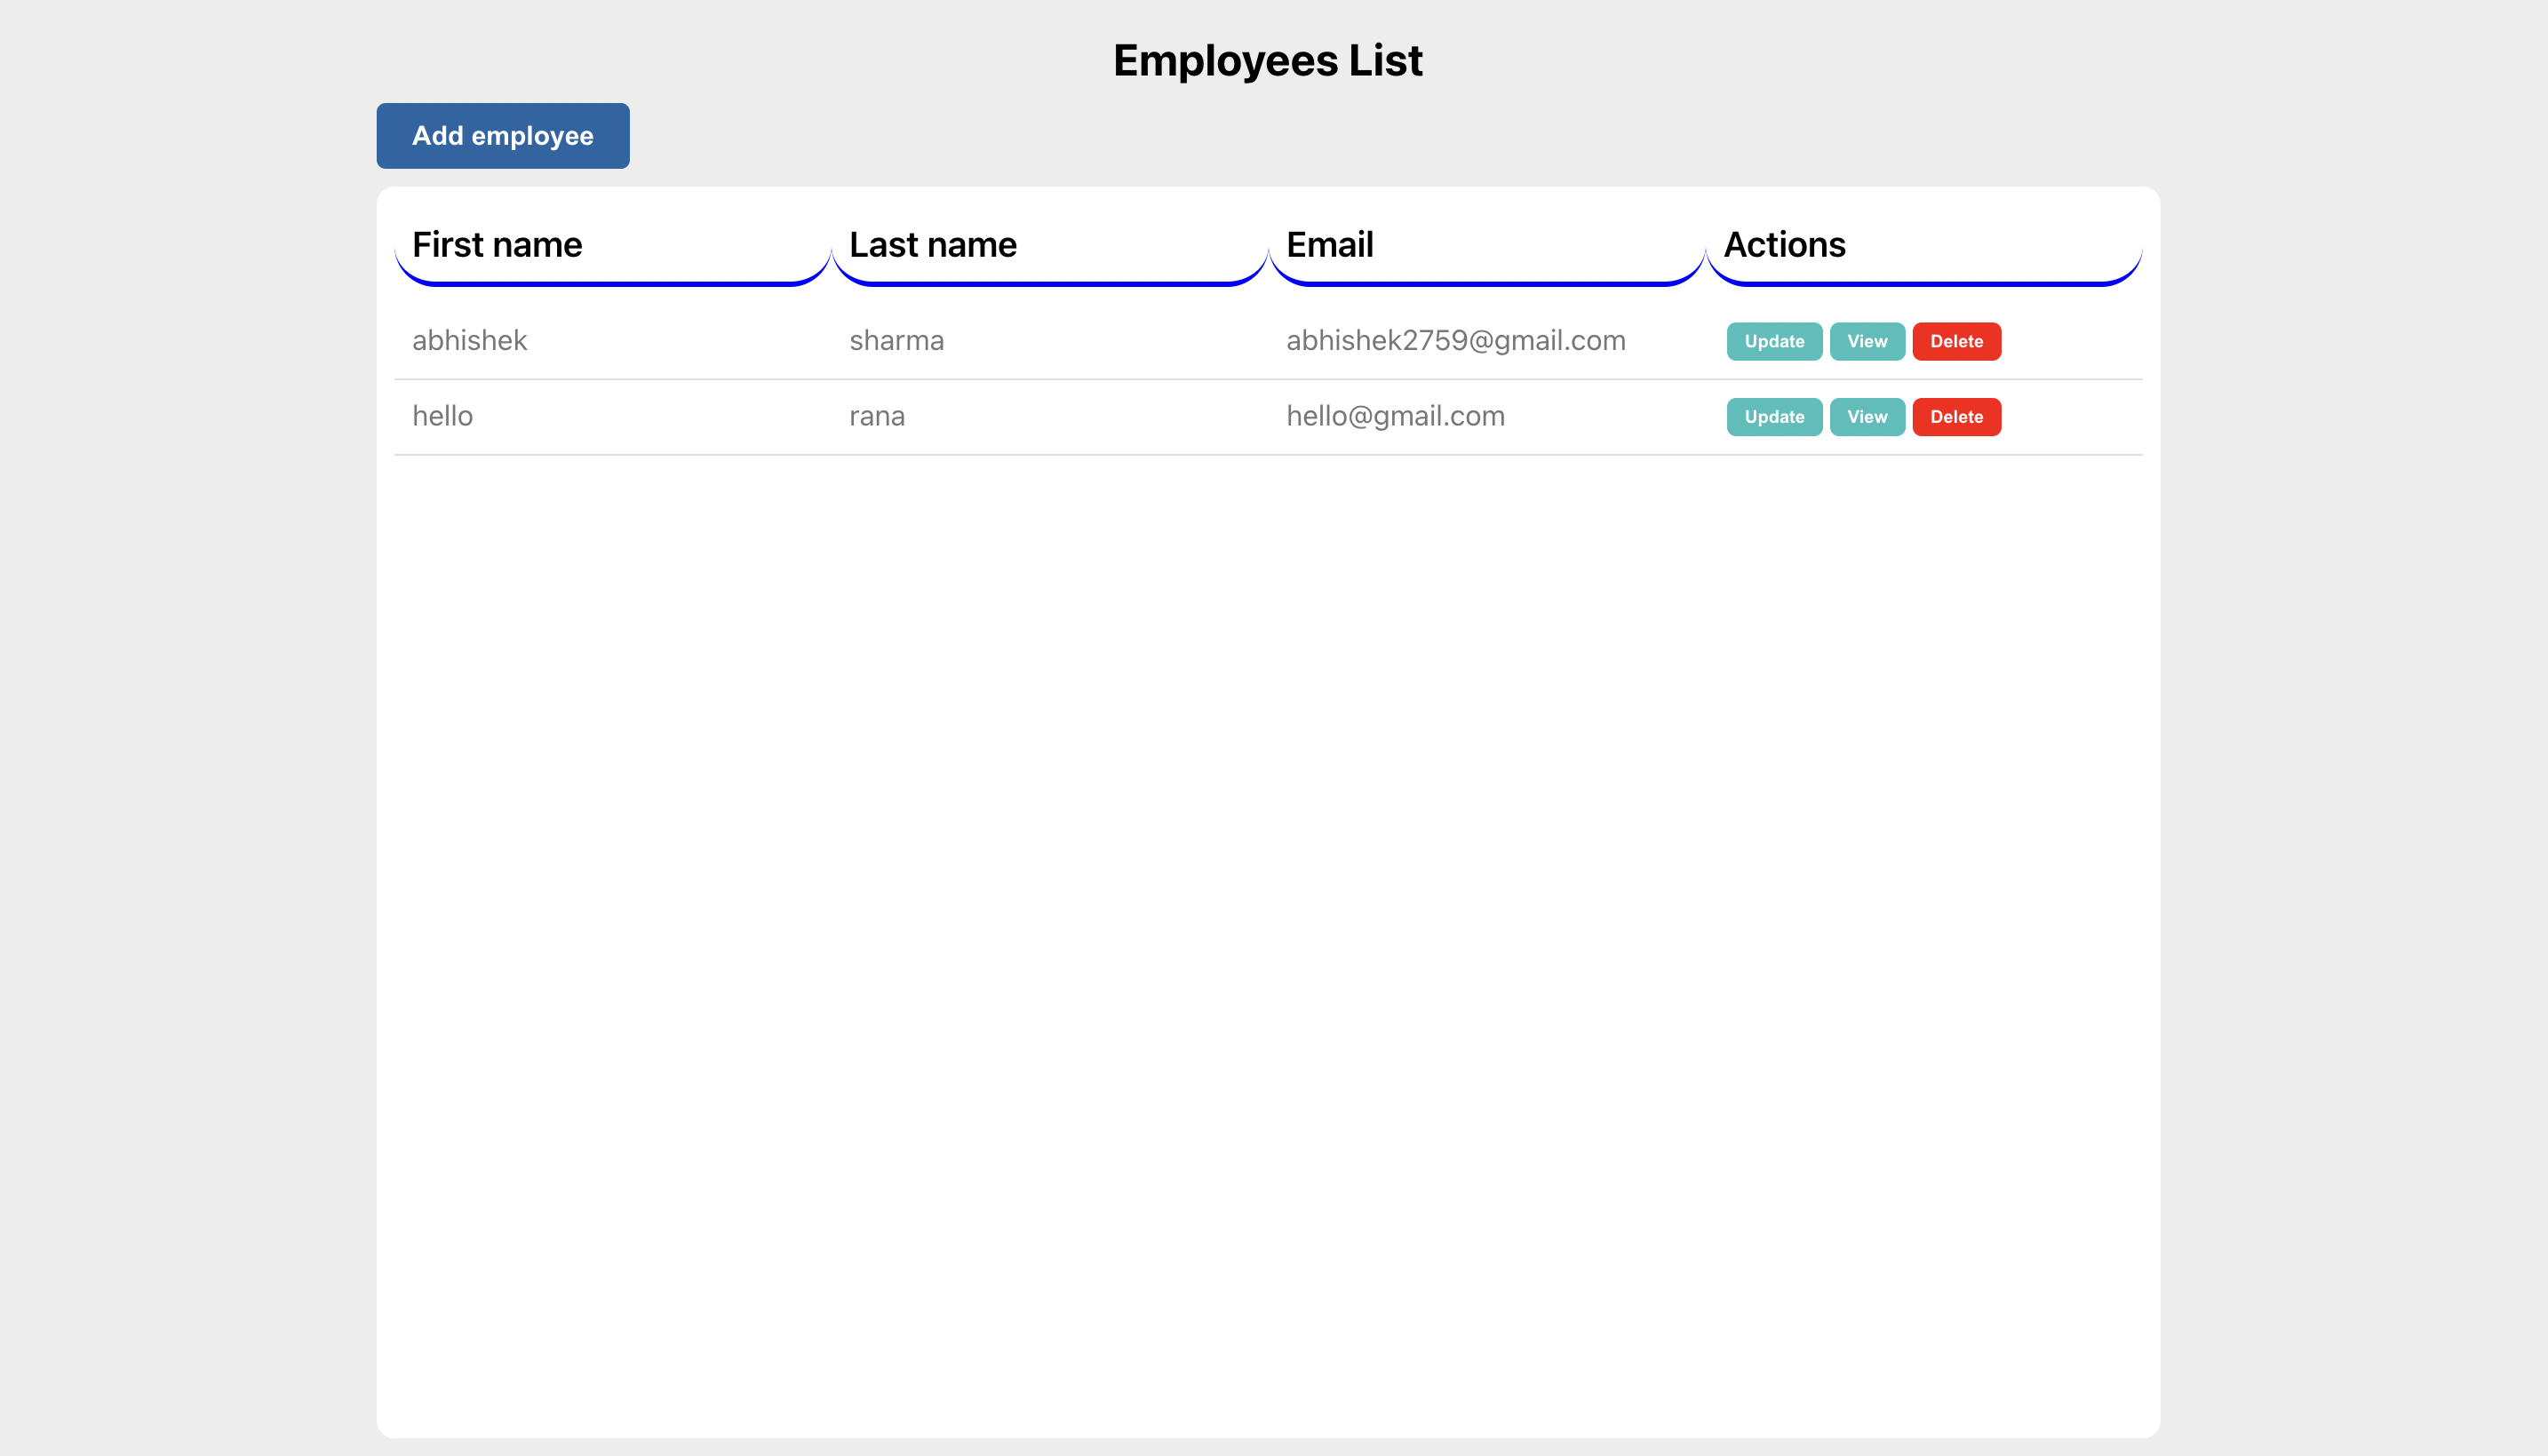 Employees List
Add employee
First name Last name Email Actions
abhishek sharma abhishek2759@gmail.com Update View Delete
hello rana hello@gmail.com Update View Delete